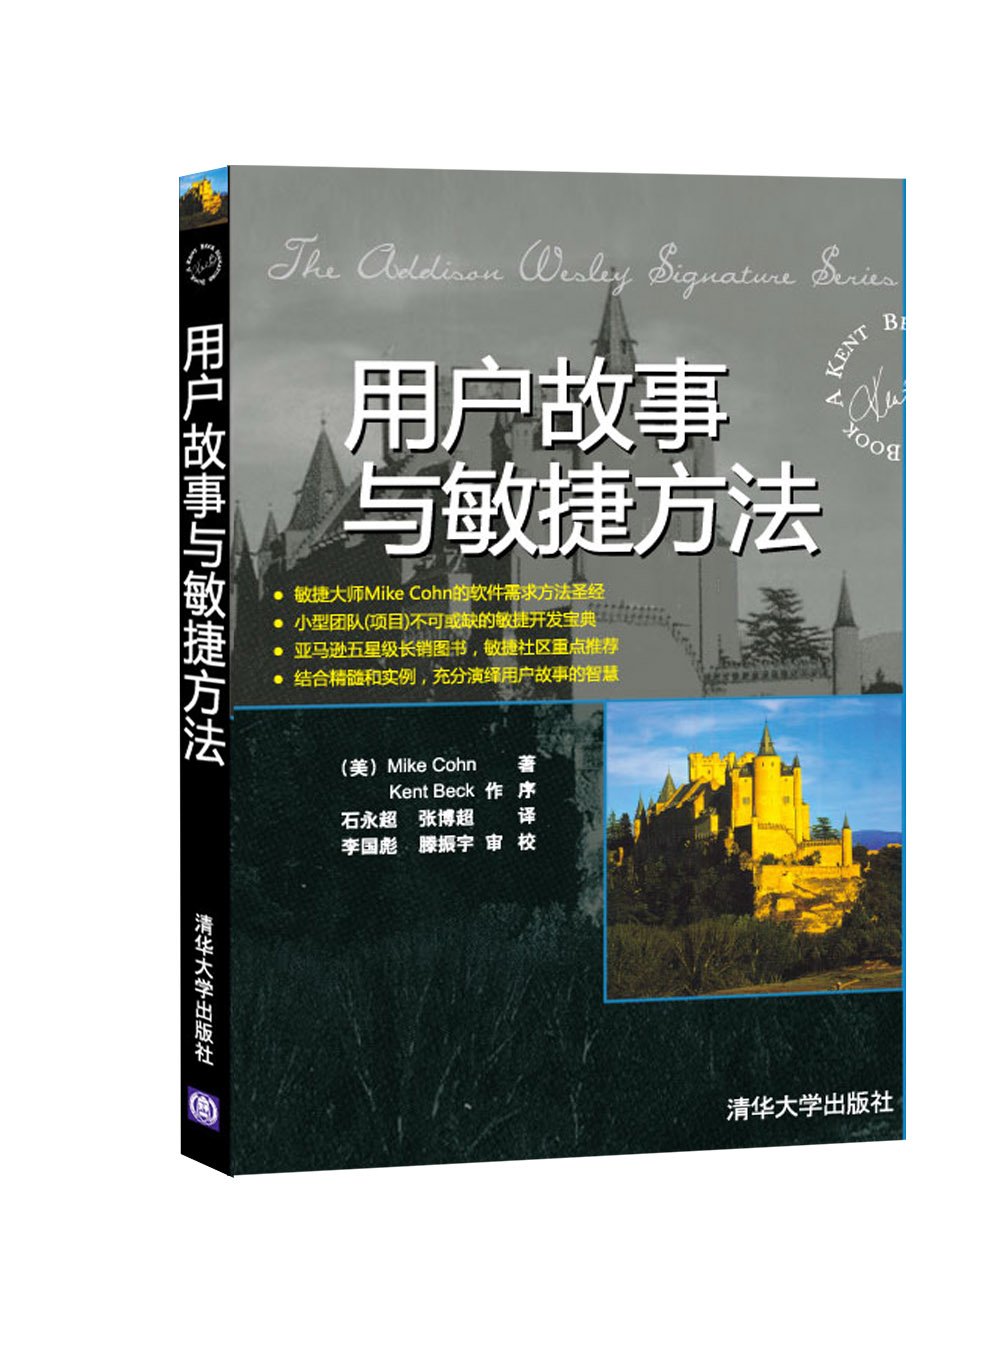 The Addison Wesley Signature Series
A KENT BE
BOOK
用户故事
与敏捷方法
● 敏捷大师Mike Cohn的软件需求方法圣经
● 小型团队(项目)不可或缺的敏捷开发宝典
● 亚马逊五星级长销图书，敏捷社区重点推荐
● 结合精髓和实例，充分演绎用户故事的智慧
（美）Mike Cohn 著
Kent Beck 作 序
石永超 张博超 译
李国彪 滕振宇 审 校
清华大学出版社
A KENT BECK SIGNATURE BOOK
用户故事与敏捷方法
清华大学出版社